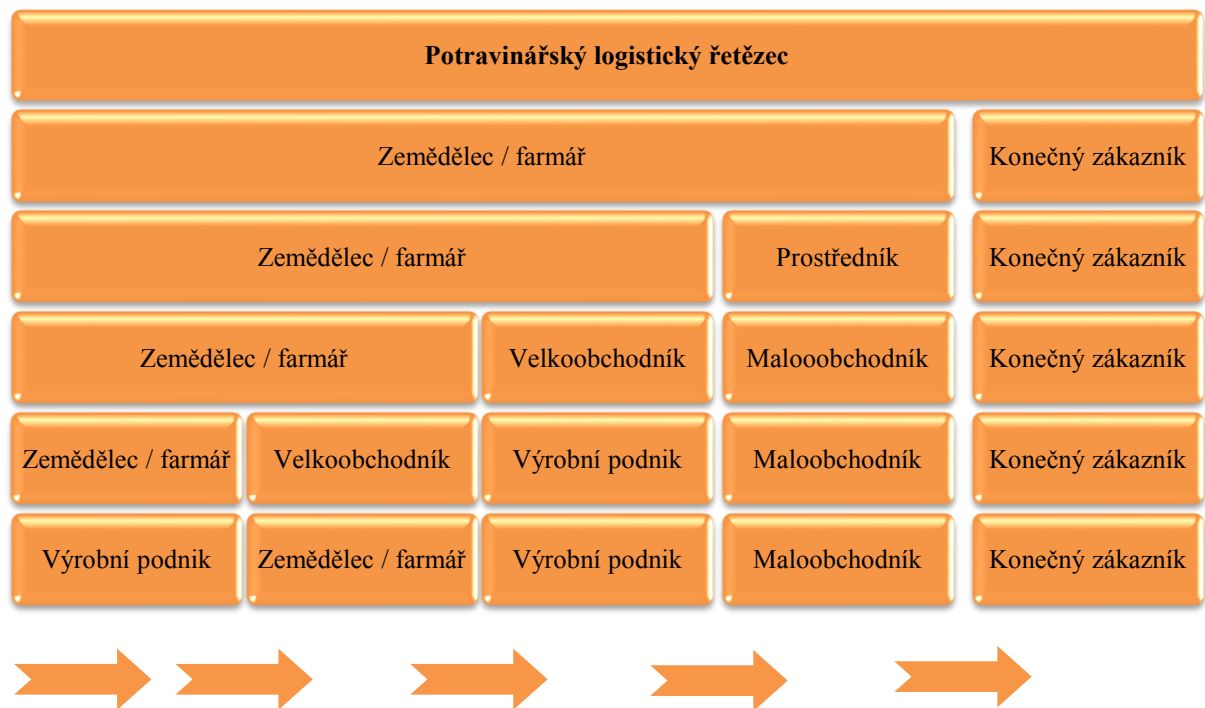 Potravinářský logistický řetězec
Zemědělec / farmář Konečný zákazník
Zemědělec / farmář Prostředník Konečný zákazník
Zemědělec / farmář Velkoobchodník Malooobchodník Konečný zákazník
Zemědělec / farmář Velkoobchodník Výrobní podnik Maloobchodník Konečný zákazník
Výrobní podnik Zemědělec / farmář Výrobní podnik Maloobchodník Konečný zákazník